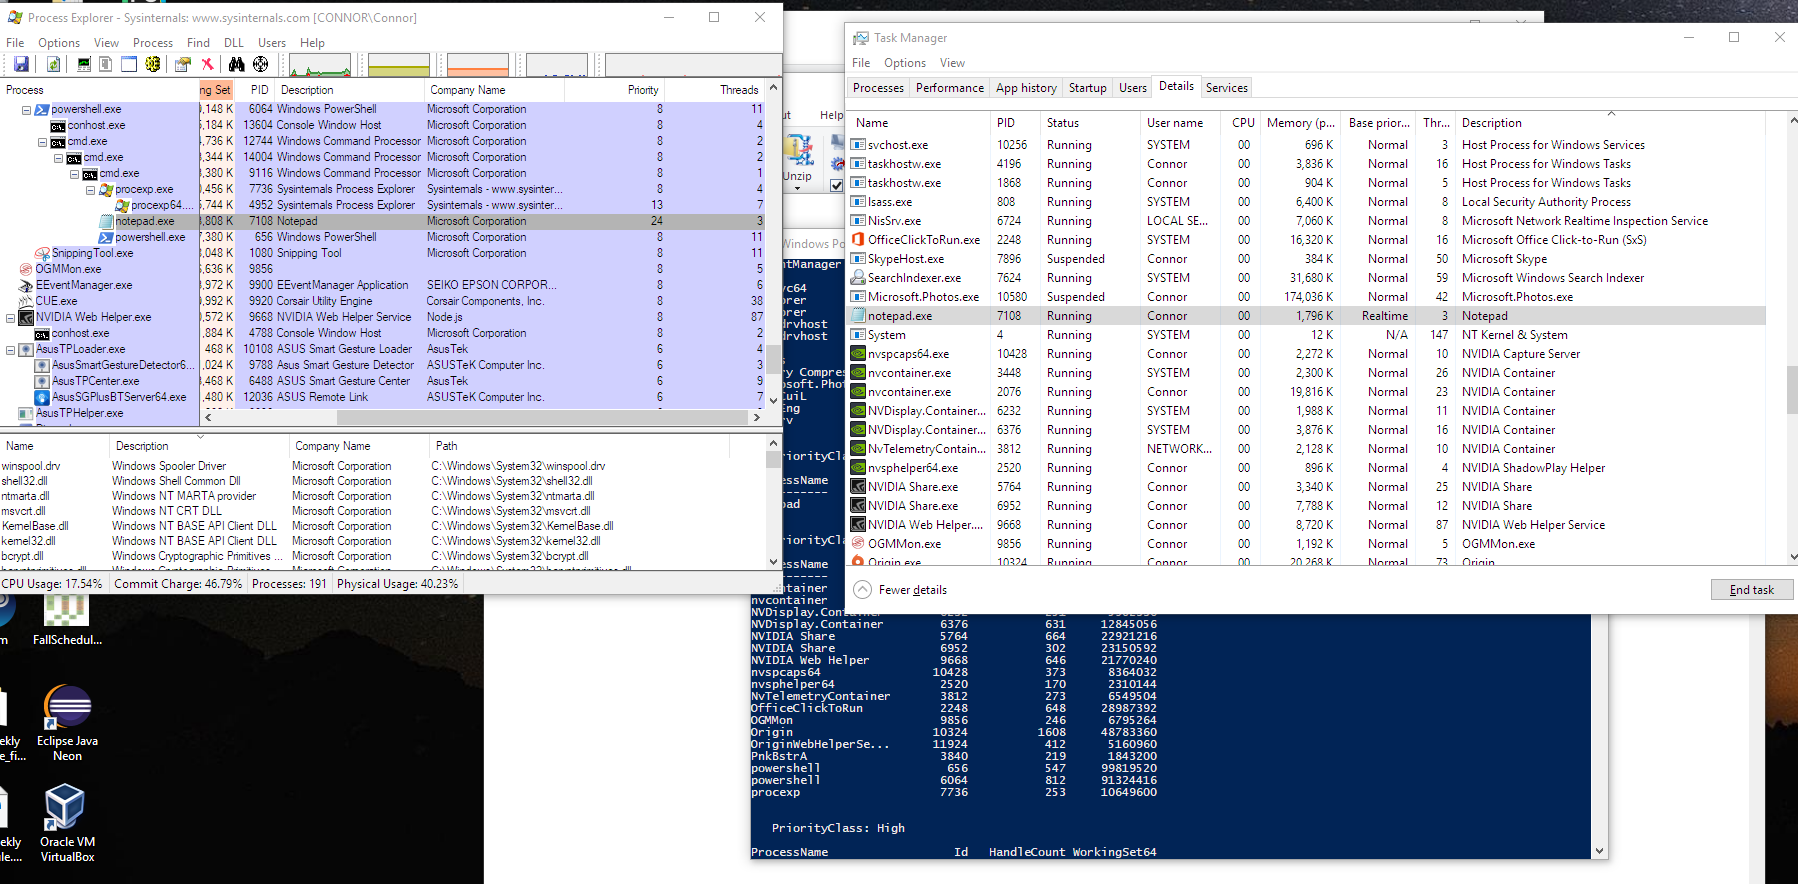 Process Explorer - Sysinternals: www.sysinternals.com [CONNOR\Connor]
File Options View Process Find DLL Users Help
Process ng Set PID Description Company Name Priority Threads
powershell.exe ,148 K 6064 Windows PowerShell Microsoft Corporation 8 11
conhost.exe ,184 K 13604 Console Window Host Microsoft Corporation 8 4
cmd.exe ,736 K 12744 Windows Command Processor Microsoft Corporation 8 2
cmd.exe ,344 K 14004 Windows Command Processor Microsoft Corporation 8 2
cmd.exe ,380 K 9116 Windows Command Processor Microsoft Corporation 8 1
procexp.exe ,456 K 7736 Sysinternals Process Explorer Sysinternals - www.sysinter... 8 4
procexp64.... ,744 K 4952 Sysinternals Process Explorer Sysinternals - www.sysinter... 13 7
notepad.exe ,808 K 7108 Notepad Microsoft Corporation 24 3
powershell.exe ,380 K 656 Windows PowerShell Microsoft Corporation 8 11
SnippingTool.exe ,048 K 1080 Snipping Tool Microsoft Corporation 8 2
OGMMon.exe ,636 K 9856 8 5
EEventManager.exe ,972 K 9900 EEventManager Application SEIKO EPSON CORPOR... 8 6
CUE.exe ,992 K 9920 Corsair Utility Engine Corsair Components, Inc. 8 38
NVIDIA Web Helper.exe ,572 K 9668 NVIDIA Web Helper Service Node.js 8 87
conhost.exe ,884 K 4788 Console Window Host Microsoft Corporation 8 2
AsusTPLoader.exe 468 K 10108 ASUS Smart Gesture Loader AsusTek 6 4
AsusSmartGestureDetector6... ,024 K 9788 Asus Smart Gesture Detector ASUSTeK Computer Inc. 6 3
AsusTPCenter.exe ,468 K 6488 ASUS Smart Gesture Center AsusTek 6 9
AsusSGPlusBTServer64.exe ,480 K 12036 ASUS Remote Link ASUSTeK Computer Inc. 6 7
AsusTPHelper.exe
Name Description Company Name Path
winspool.drv Windows Spooler Driver Microsoft Corporation C:\Windows\System32\winspool.drv
shell32.dll Windows Shell Common Dll Microsoft Corporation C:\Windows\System32\shell32.dll
ntmarta.dll Windows NT MARTA provider Microsoft Corporation C:\Windows\System32\ntmarta.dll
msvcrt.dll Windows NT CRT DLL Microsoft Corporation C:\Windows\System32\msvcrt.dll
KernelBase.dll Windows NT BASE API Client DLL Microsoft Corporation C:\Windows\System32\KernelBase.dll
kernel32.dll Windows NT BASE API Client DLL Microsoft Corporation C:\Windows\System32\kernel32.dll
bcrypt.dll Windows Cryptographic Primitives ... Microsoft Corporation C:\Windows\System32\bcrypt.dll
CPU Usage: 17.54% Commit Charge: 46.79% Processes: 191 Physical Usage: 40.23%
FallSchedul...
Eclipse Java
Neon
Oracle VM
VirtualBox
ut Help
Unzip
Task Manager
File Options View
Processes Performance App history Startup Users Details Services
Name PID Status User name CPU Memory (p... Base prior... Thr... Description
svchost.exe 10256 Running SYSTEM 00 696 K Normal 3 Host Process for Windows Services
taskhostw.exe 4196 Running Connor 00 3,836 K Normal 16 Host Process for Windows Tasks
taskhostw.exe 1868 Running Connor 00 904 K Normal 5 Host Process for Windows Tasks
lsass.exe 808 Running SYSTEM 00 6,400 K Normal 8 Local Security Authority Process
NisSrv.exe 6724 Running LOCAL SE... 00 7,060 K Normal 8 Microsoft Network Realtime Inspection Service
OfficeClickToRun.exe 2248 Running SYSTEM 00 16,320 K Normal 16 Microsoft Office Click-to-Run (SxS)
SkypeHost.exe 7896 Suspended Connor 00 384 K Normal 50 Microsoft Skype
SearchIndexer.exe 7624 Running SYSTEM 00 31,680 K Normal 59 Microsoft Windows Search Indexer
Microsoft.Photos.exe 10580 Suspended Connor 00 174,036 K Normal 42 Microsoft.Photos.exe
notepad.exe 7108 Running Connor 00 1,796 K Realtime 3 Notepad
System 4 Running SYSTEM 00 12 K N/A 147 NT Kernel & System
nvspcaps64.exe 10428 Running Connor 00 2,272 K Normal 10 NVIDIA Capture Server
nvcontainer.exe 3448 Running SYSTEM 00 2,300 K Normal 26 NVIDIA Container
nvcontainer.exe 2076 Running Connor 00 19,816 K Normal 23 NVIDIA Container
NVDisplay.Container... 6232 Running SYSTEM 00 1,988 K Normal 11 NVIDIA Container
NVDisplay.Container... 6376 Running SYSTEM 00 3,876 K Normal 16 NVIDIA Container
NvTelemetryContain... 3812 Running NETWORK... 00 2,128 K Normal 10 NVIDIA Container
nvsphelper64.exe 2520 Running Connor 00 896 K Normal 4 NVIDIA ShadowPlay Helper
NVIDIA Share.exe 5764 Running Connor 00 3,340 K Normal 25 NVIDIA Share
NVIDIA Share.exe 6952 Running Connor 00 7,788 K Normal 12 NVIDIA Share
NVIDIA Web Helper.... 9668 Running Connor 00 8,720 K Normal 87 NVIDIA Web Helper Service
OGMMon.exe 9856 Running Connor 00 1,192 K Normal 5 OGMMon.exe
Origin.exe 10324 Running Connor 00 20,268 K Normal 73 Origin
Fewer details End task
nvcontainer
NVDisplay.Container
NVDisplay.Container 6376 631 12845056
NVIDIA Share 5764 664 22921216
NVIDIA Share 6952 302 23150592
NVIDIA Web Helper 9668 646 21770240
nvspcaps64 10428 373 8364032
nvsphelper64 2520 170 2310144
NvTelemetryContainer 3812 273 6549504
OfficeClickToRun 2248 648 28987392
OGMMon 9856 246 6795264
Origin 10324 1608 48783360
OriginWebHelperSe... 11924 412 5160960
PnkBstrA 3840 219 1843200
powershell 656 547 99819520
powershell 6064 812 91324416
procexp 7736 253 10649600
PriorityClass: High
ProcessName Id HandleCount WorkingSet64